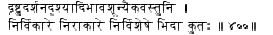 द्रष्टुदर्शनदृश्यादिभावशून्यैकवस्तुनि ।
निर्विकारे निराकारे निर्विशेषे भिदा कुतः ॥ ४००॥